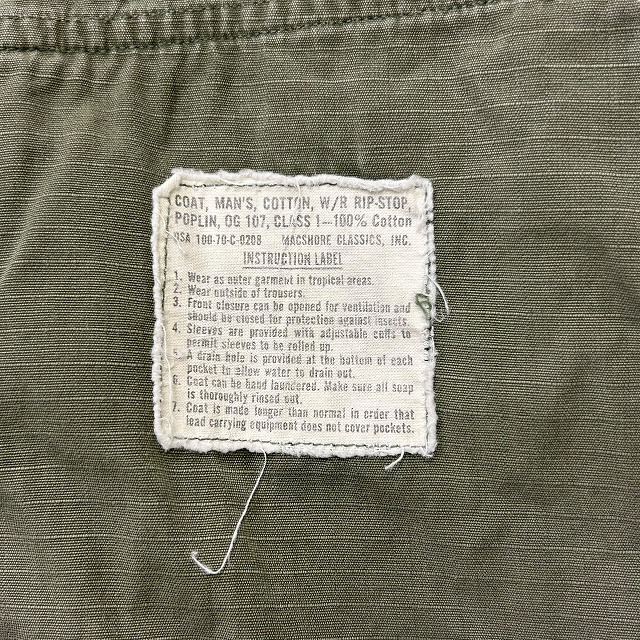 COAT, MAN'S, COTTON, W/R RIP-STOP,
POPLIN, OG 107, CLASS 1—100% Cotton
DSA 100-70-C-0208 MACSHORE CLASSICS, INC.
INSTRUCTION LABEL
1. Wear as outer garment in tropical areas.
2. Wear outside of trousers.
3. Front closure can be opened for ventilation and
should be closed for protection against insects.
4. Sleeves are provided with adjustable cuffs to
permit sleeves to be rolled up.
5. A drain hole is provided at the bottom of each
pocket to allow water to drain out.
6. Coat can be hand laundered. Make sure all soap
is thoroughly rinsed out.
7. Coat is made longer than normal in order that
load carrying equipment does not cover pockets.